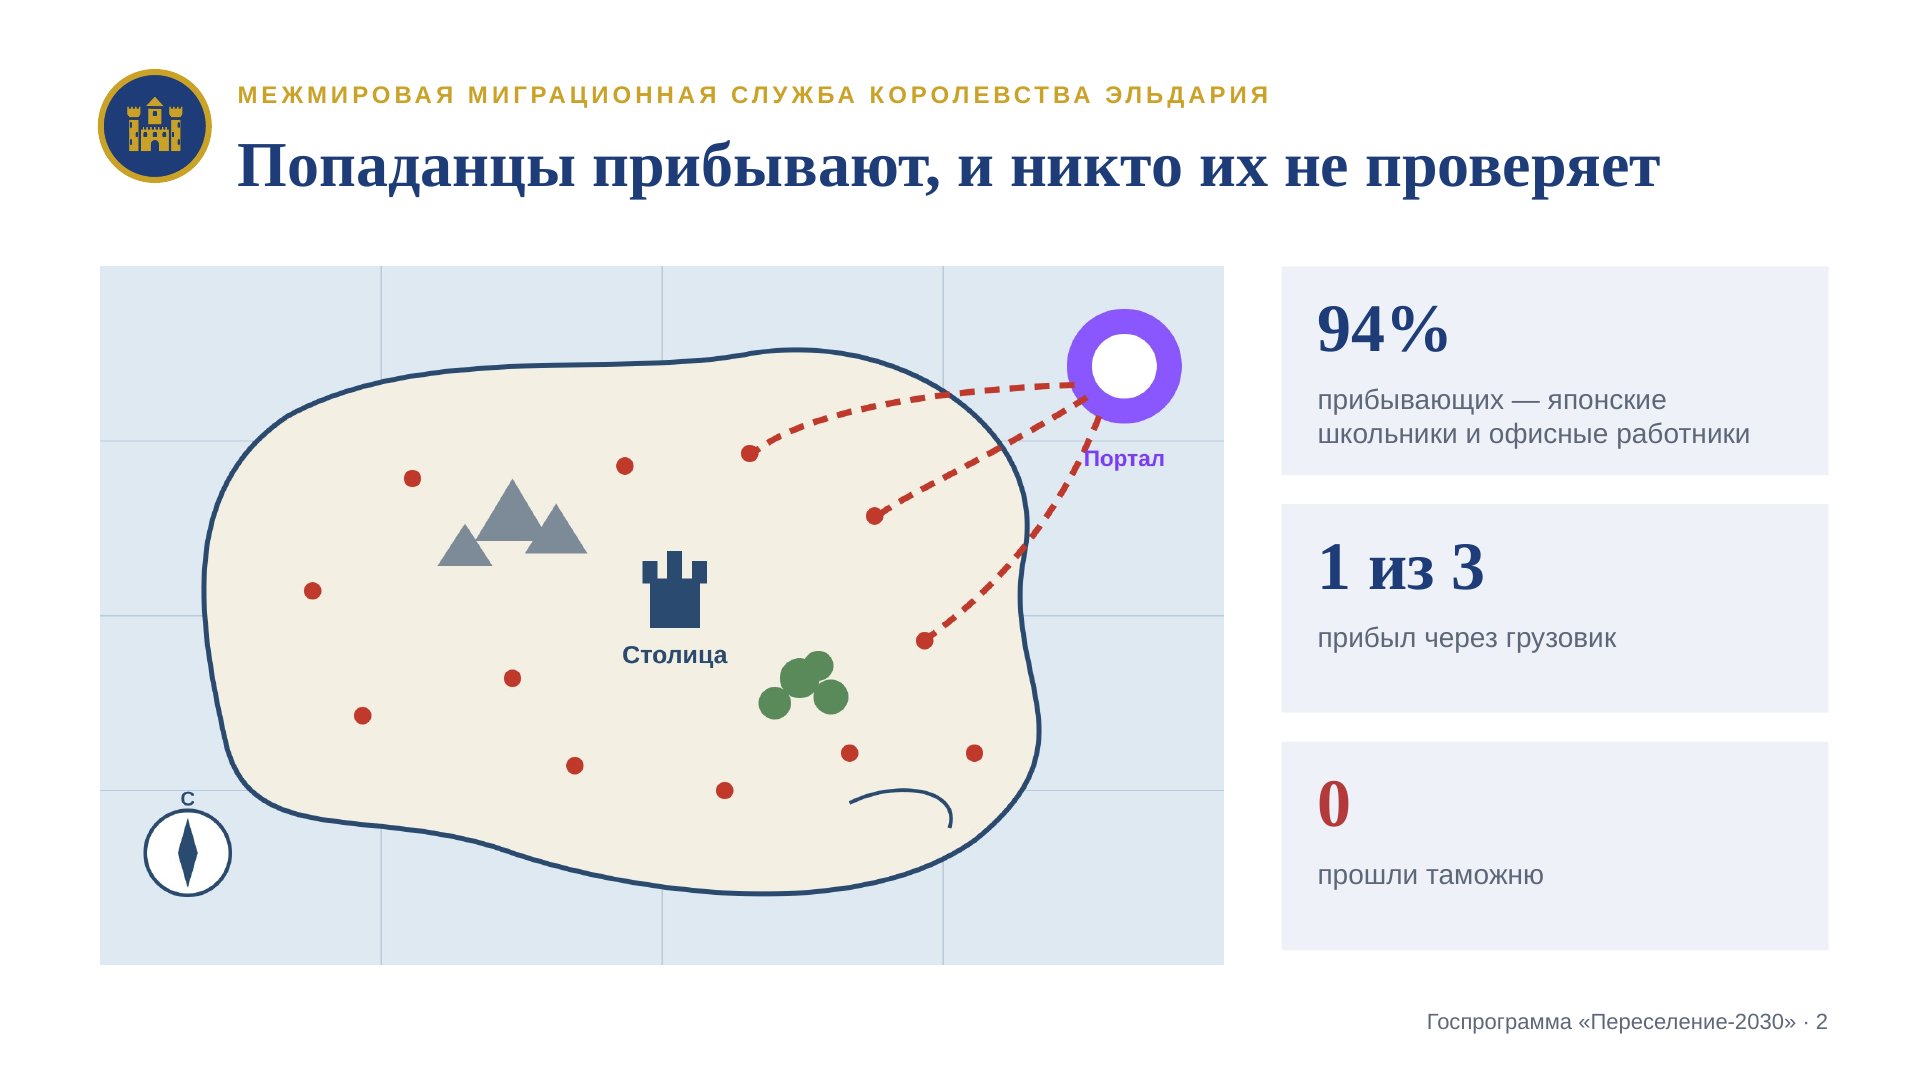 МЕЖМИРОВАЯ МИГРАЦИОННАЯ СЛУЖБА КОРОЛЕВСТВА ЭЛЬДАРИЯ
Попаданцы прибывают, и никто их не проверяет
Портал
Столица
С
94%
прибывающих — японские
школьники и офисные работники
1 из 3
прибыл через грузовик
0
прошли таможню
Госпрограмма «Переселение-2030» · 2